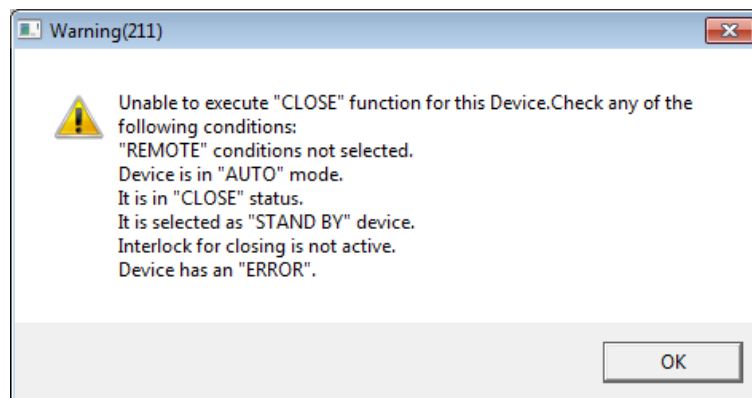 Warning(211)
Unable to execute "CLOSE" function for this Device.Check any of the
following conditions:
"REMOTE" conditions not selected.
Device is in "AUTO" mode.
It is in "CLOSE" status.
It is selected as "STAND BY" device.
Interlock for closing is not active.
Device has an "ERROR".
OK